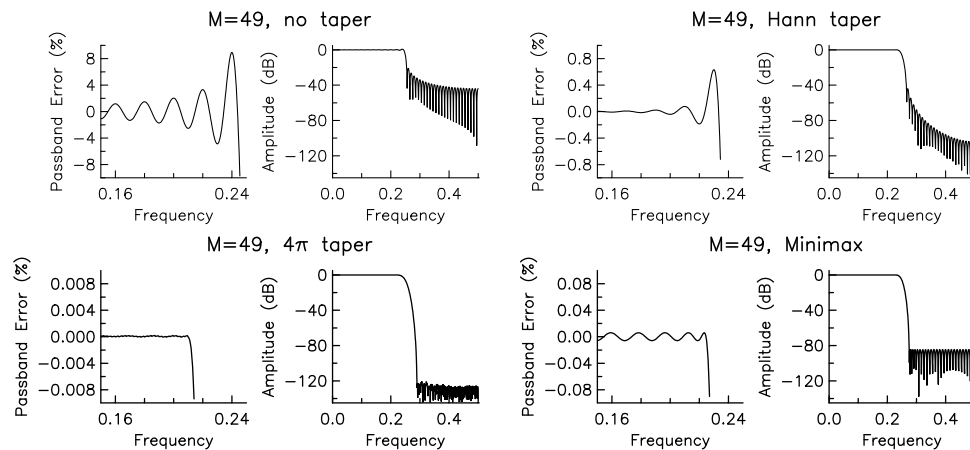 M=49, no taper
Passband Error (%)
8
4
0
−4
−8
0.16
0.24
Frequency
Amplitude (dB)
0
−40
−80
−120
0.0
0.2
0.4
Frequency
M=49, Hann taper
Passband Error (%)
0.8
0.4
0.0
−0.4
−0.8
0.16
0.24
Frequency
Amplitude (dB)
0
−40
−80
−120
0.0
0.2
0.4
Frequency
M=49, 4π taper
Passband Error (%)
0.008
0.004
0.000
−0.004
−0.008
0.16
0.24
Frequency
Amplitude (dB)
0
−40
−80
−120
0.0
0.2
0.4
Frequency
M=49, Minimax
Passband Error (%)
0.08
0.04
0.00
−0.04
−0.08
0.16
0.24
Frequency
Amplitude (dB)
0
−40
−80
−120
0.0
0.2
0.4
Frequency